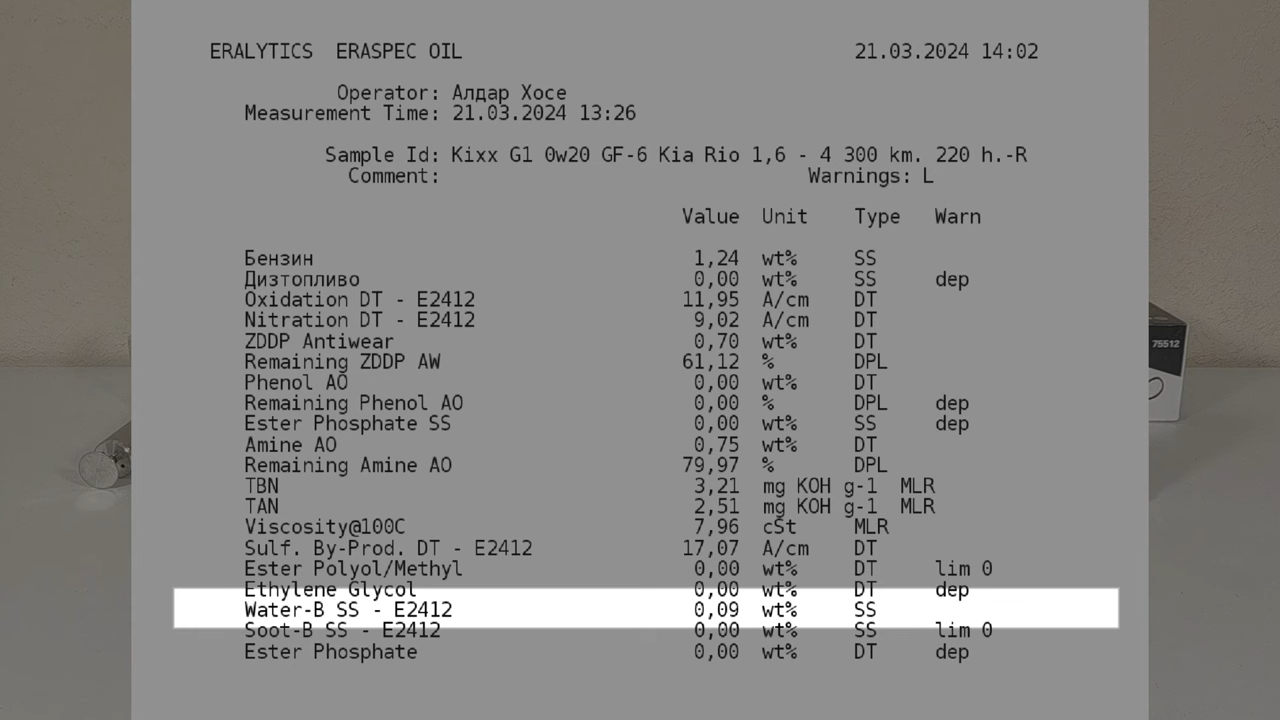 ERALYTICS ERASPEC OIL 21.03.2024 14:02
Operator: Алдар Хосе
Measurement Time: 21.03.2024 13:26
Sample Id: Kixx G1 0w20 GF-6 Kia Rio 1,6 - 4 300 km. 220 h.-R
Comment: Warnings: L
Value Unit Type Warn
Бензин 1,24 wt% SS
Дизтопливо 0,00 wt% SS dep
Oxidation DT - E2412 11,95 A/cm DT
Nitration DT - E2412 9,02 A/cm DT
ZDDP Antiwear 0,70 wt% DT
Remaining ZDDP AW 61,12 % DPL
Phenol AO 0,00 wt% DT
Remaining Phenol AO 0,00 % DPL dep
Ester Phosphate SS 0,00 wt% SS dep
Amine AO 0,75 wt% DT
Remaining Amine AO 79,97 % DPL
TBN 3,21 mg KOH g-1 MLR
TAN 2,51 mg KOH g-1 MLR
Viscosity@100C 7,96 cSt MLR
Sulf. By-Prod. DT - E2412 17,07 A/cm DT
Ester Polyol/Methyl 0,00 wt% DT lim 0
Ethylene Glycol 0,00 wt% DT dep
Water-B SS - E2412 0,09 wt% SS
Soot-B SS - E2412 0,00 wt% SS lim 0
Ester Phosphate 0,00 wt% DT dep
75512